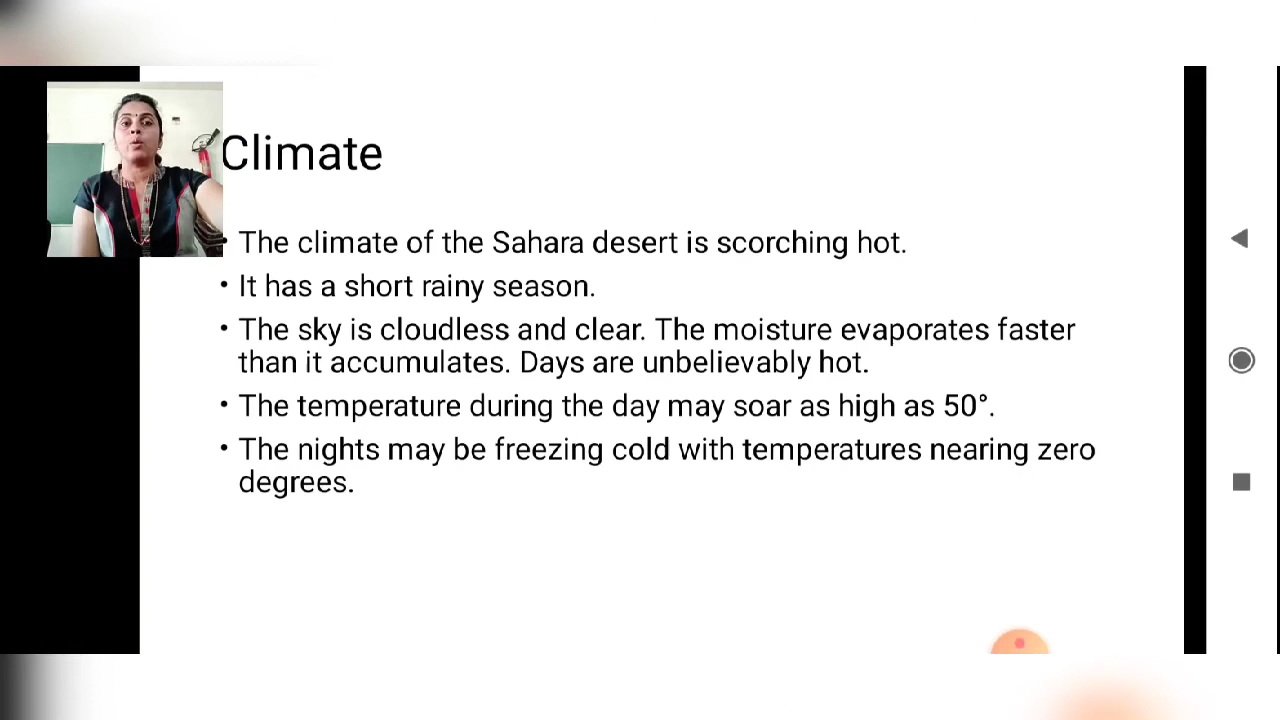 Climate
• The climate of the Sahara desert is scorching hot.
• It has a short rainy season.
• The sky is cloudless and clear. The moisture evaporates faster
than it accumulates. Days are unbelievably hot.
• The temperature during the day may soar as high as 50°.
• The nights may be freezing cold with temperatures nearing zero
degrees.